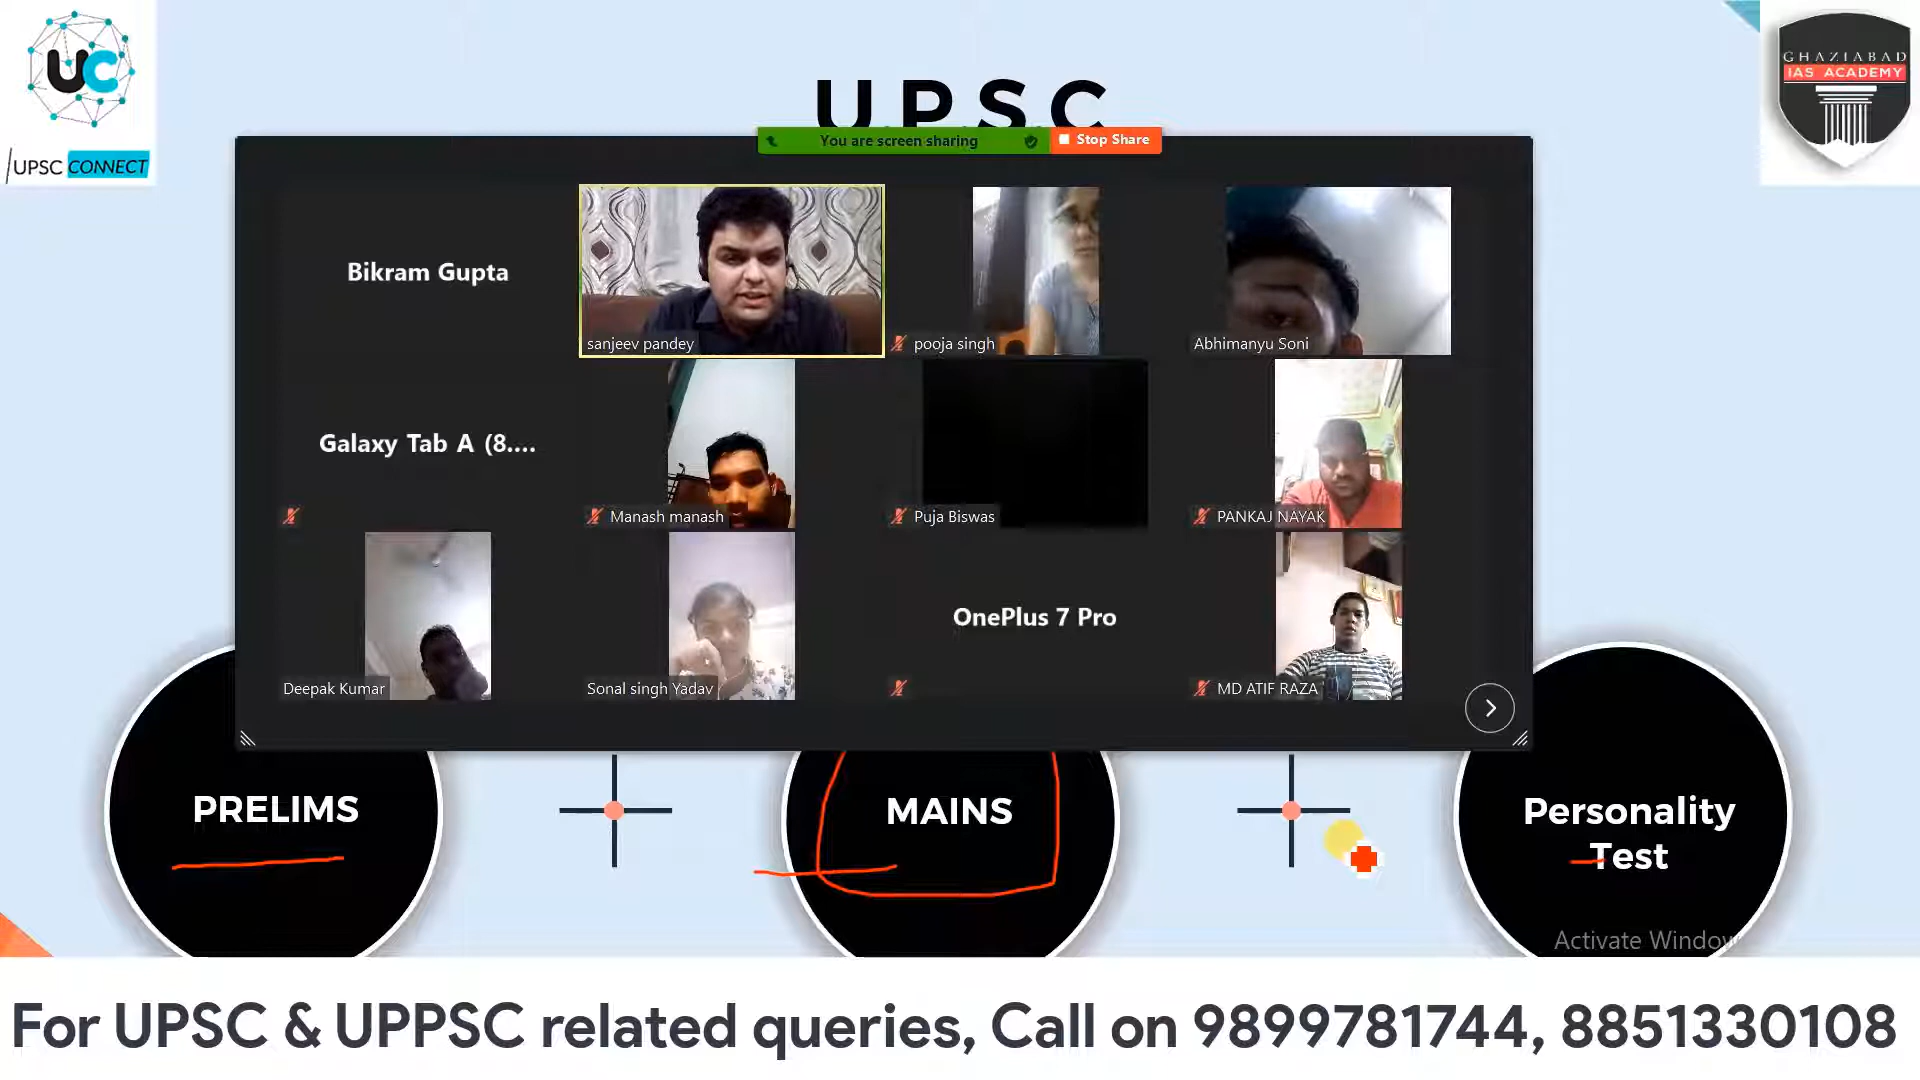 UC
UPSC CONNECT
UPSC
GHAZIABAD
IAS ACADEMY
You are screen sharing
Stop Share
Bikram Gupta
sanjeev pandey
pooja singh
Abhimanyu Soni
Galaxy Tab A (8....
Manash manash
Puja Biswas
PANKAJ NAYAK
Deepak Kumar
Sonal singh Yadav
OnePlus 7 Pro
MD ATIF RAZA
PRELIMS
MAINS
Personality
Test
Activate Window
For UPSC & UPPSC related queries, Call on 9899781744, 8851330108